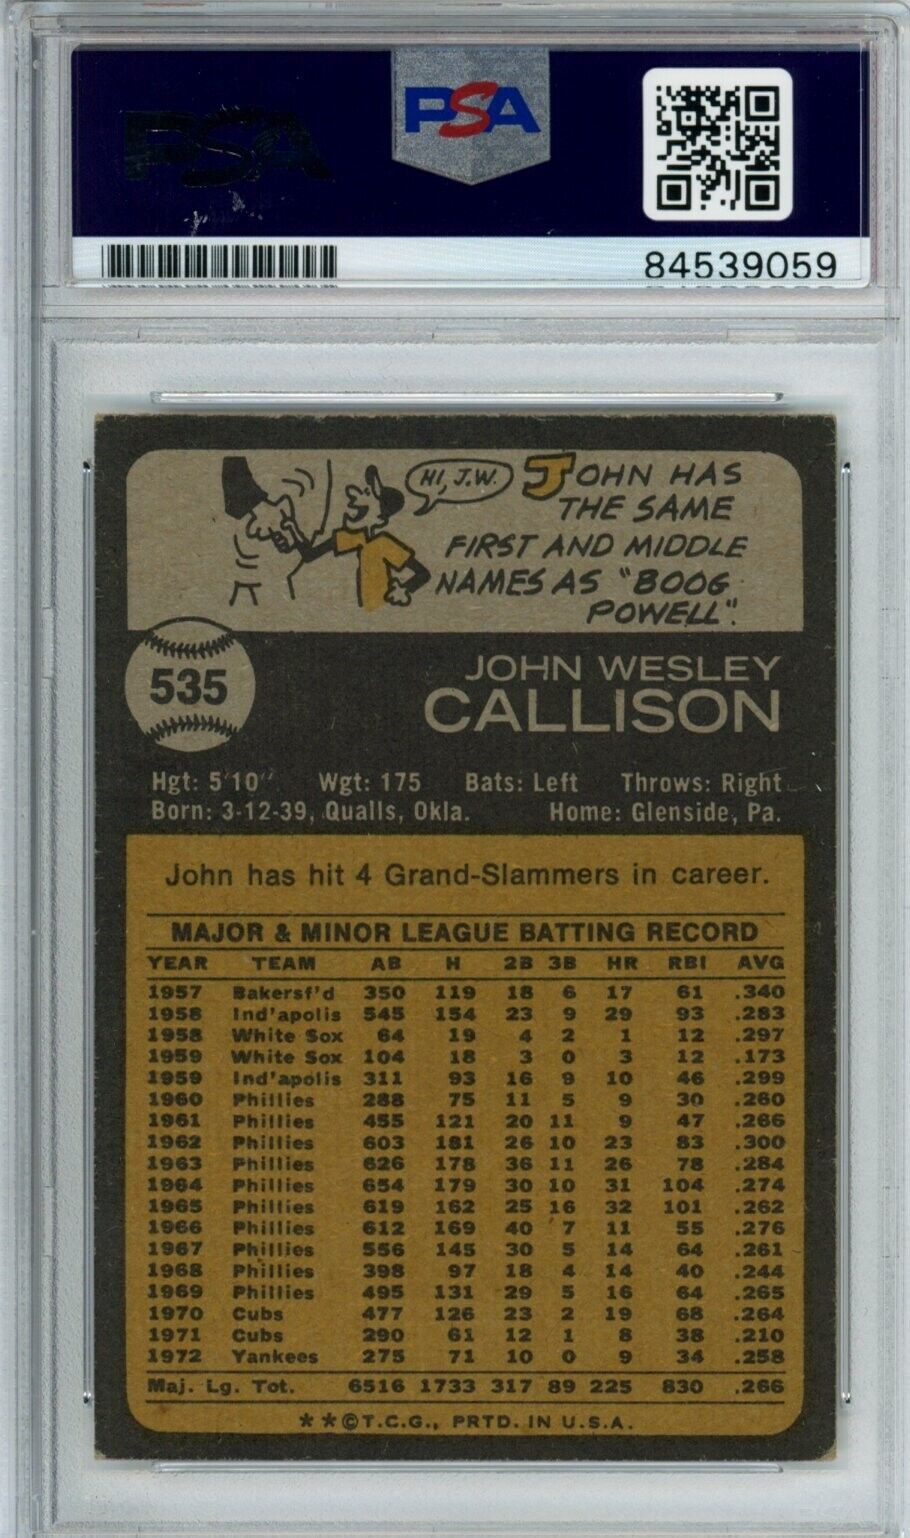 PSA
PSA
84539059
HI, J.W.
JOHN HAS
THE SAME
FIRST AND MIDDLE
NAMES AS "BOOG
POWELL".
535
JOHN WESLEY
CALLISON
Hgt: 5'10" Wgt: 175 Bats: Left Throws: Right
Born: 3-12-39, Qualls, Okla. Home: Glenside, Pa.
John has hit 4 Grand-Slammers in career.
MAJOR & MINOR LEAGUE BATTING RECORD
YEAR TEAM AB H 2B 3B HR RBI AVG
1957 Bakersf'd 350 119 18 6 17 61 .340
1958 Ind'apolis 545 154 23 9 29 93 .283
1958 White Sox 64 19 4 2 1 12 .297
1959 White Sox 104 18 3 0 3 12 .173
1959 Ind'apolis 311 93 16 9 10 46 .299
1960 Phillies 288 75 11 5 9 30 .260
1961 Phillies 455 121 20 11 9 47 .266
1962 Phillies 603 181 26 10 23 83 .300
1963 Phillies 626 178 36 11 26 78 .284
1964 Phillies 654 179 30 10 31 104 .274
1965 Phillies 619 162 25 16 32 101 .262
1966 Phillies 612 169 40 7 11 55 .276
1967 Phillies 556 145 30 5 14 64 .261
1968 Phillies 398 97 18 4 14 40 .244
1969 Phillies 495 131 29 5 16 64 .265
1970 Cubs 477 126 23 2 19 68 .264
1971 Cubs 290 61 12 1 8 38 .210
1972 Yankees 275 71 10 0 9 34 .258
Maj. Lg. Tot. 6516 1733 317 89 225 830 .266
**©T.C.G., PRTD. IN U.S.A.